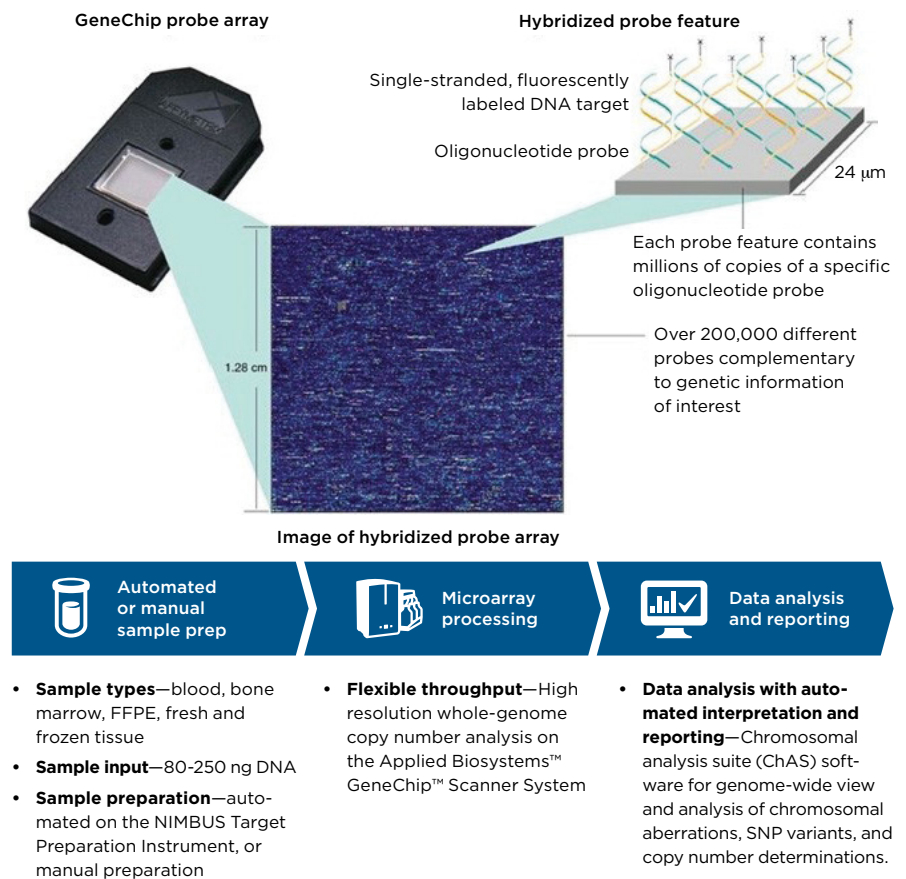 GeneChip probe array
Hybridized probe feature
AFFYMETRIX
Single-stranded, fluorescently
labeled DNA target
Oligonucleotide probe
24 μm
Each probe feature contains
millions of copies of a specific
oligonucleotide probe
Over 200,000 different
probes complementary
to genetic information
of interest
1.28 cm
Image of hybridized probe array
Automated
or manual
sample prep
Microarray
processing
Data analysis
and reporting
• Sample types—blood, bone
marrow, FFPE, fresh and
frozen tissue
• Sample input—80-250 ng DNA
• Sample preparation—auto-
mated on the NIMBUS Target
Preparation Instrument, or
manual preparation
• Flexible throughput—High
resolution whole-genome
copy number analysis on
the Applied Biosystems™
GeneChip™ Scanner System
• Data analysis with auto-
mated interpretation and
reporting—Chromosomal
analysis suite (ChAS) soft-
ware for genome-wide view
and analysis of chromosomal
aberrations, SNP variants, and
copy number determinations.